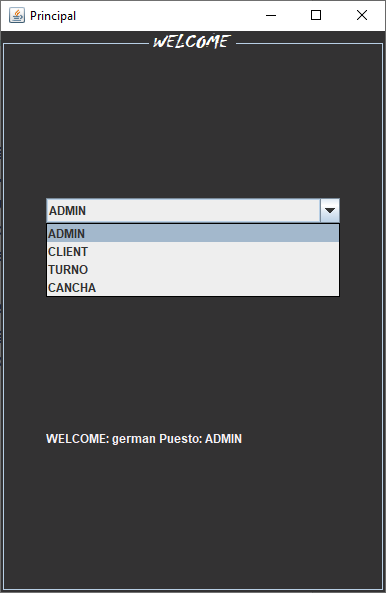 Principal
WELCOME
ADMIN
ADMIN
CLIENT
TURNO
CANCHA
WELCOME: german Puesto: ADMIN